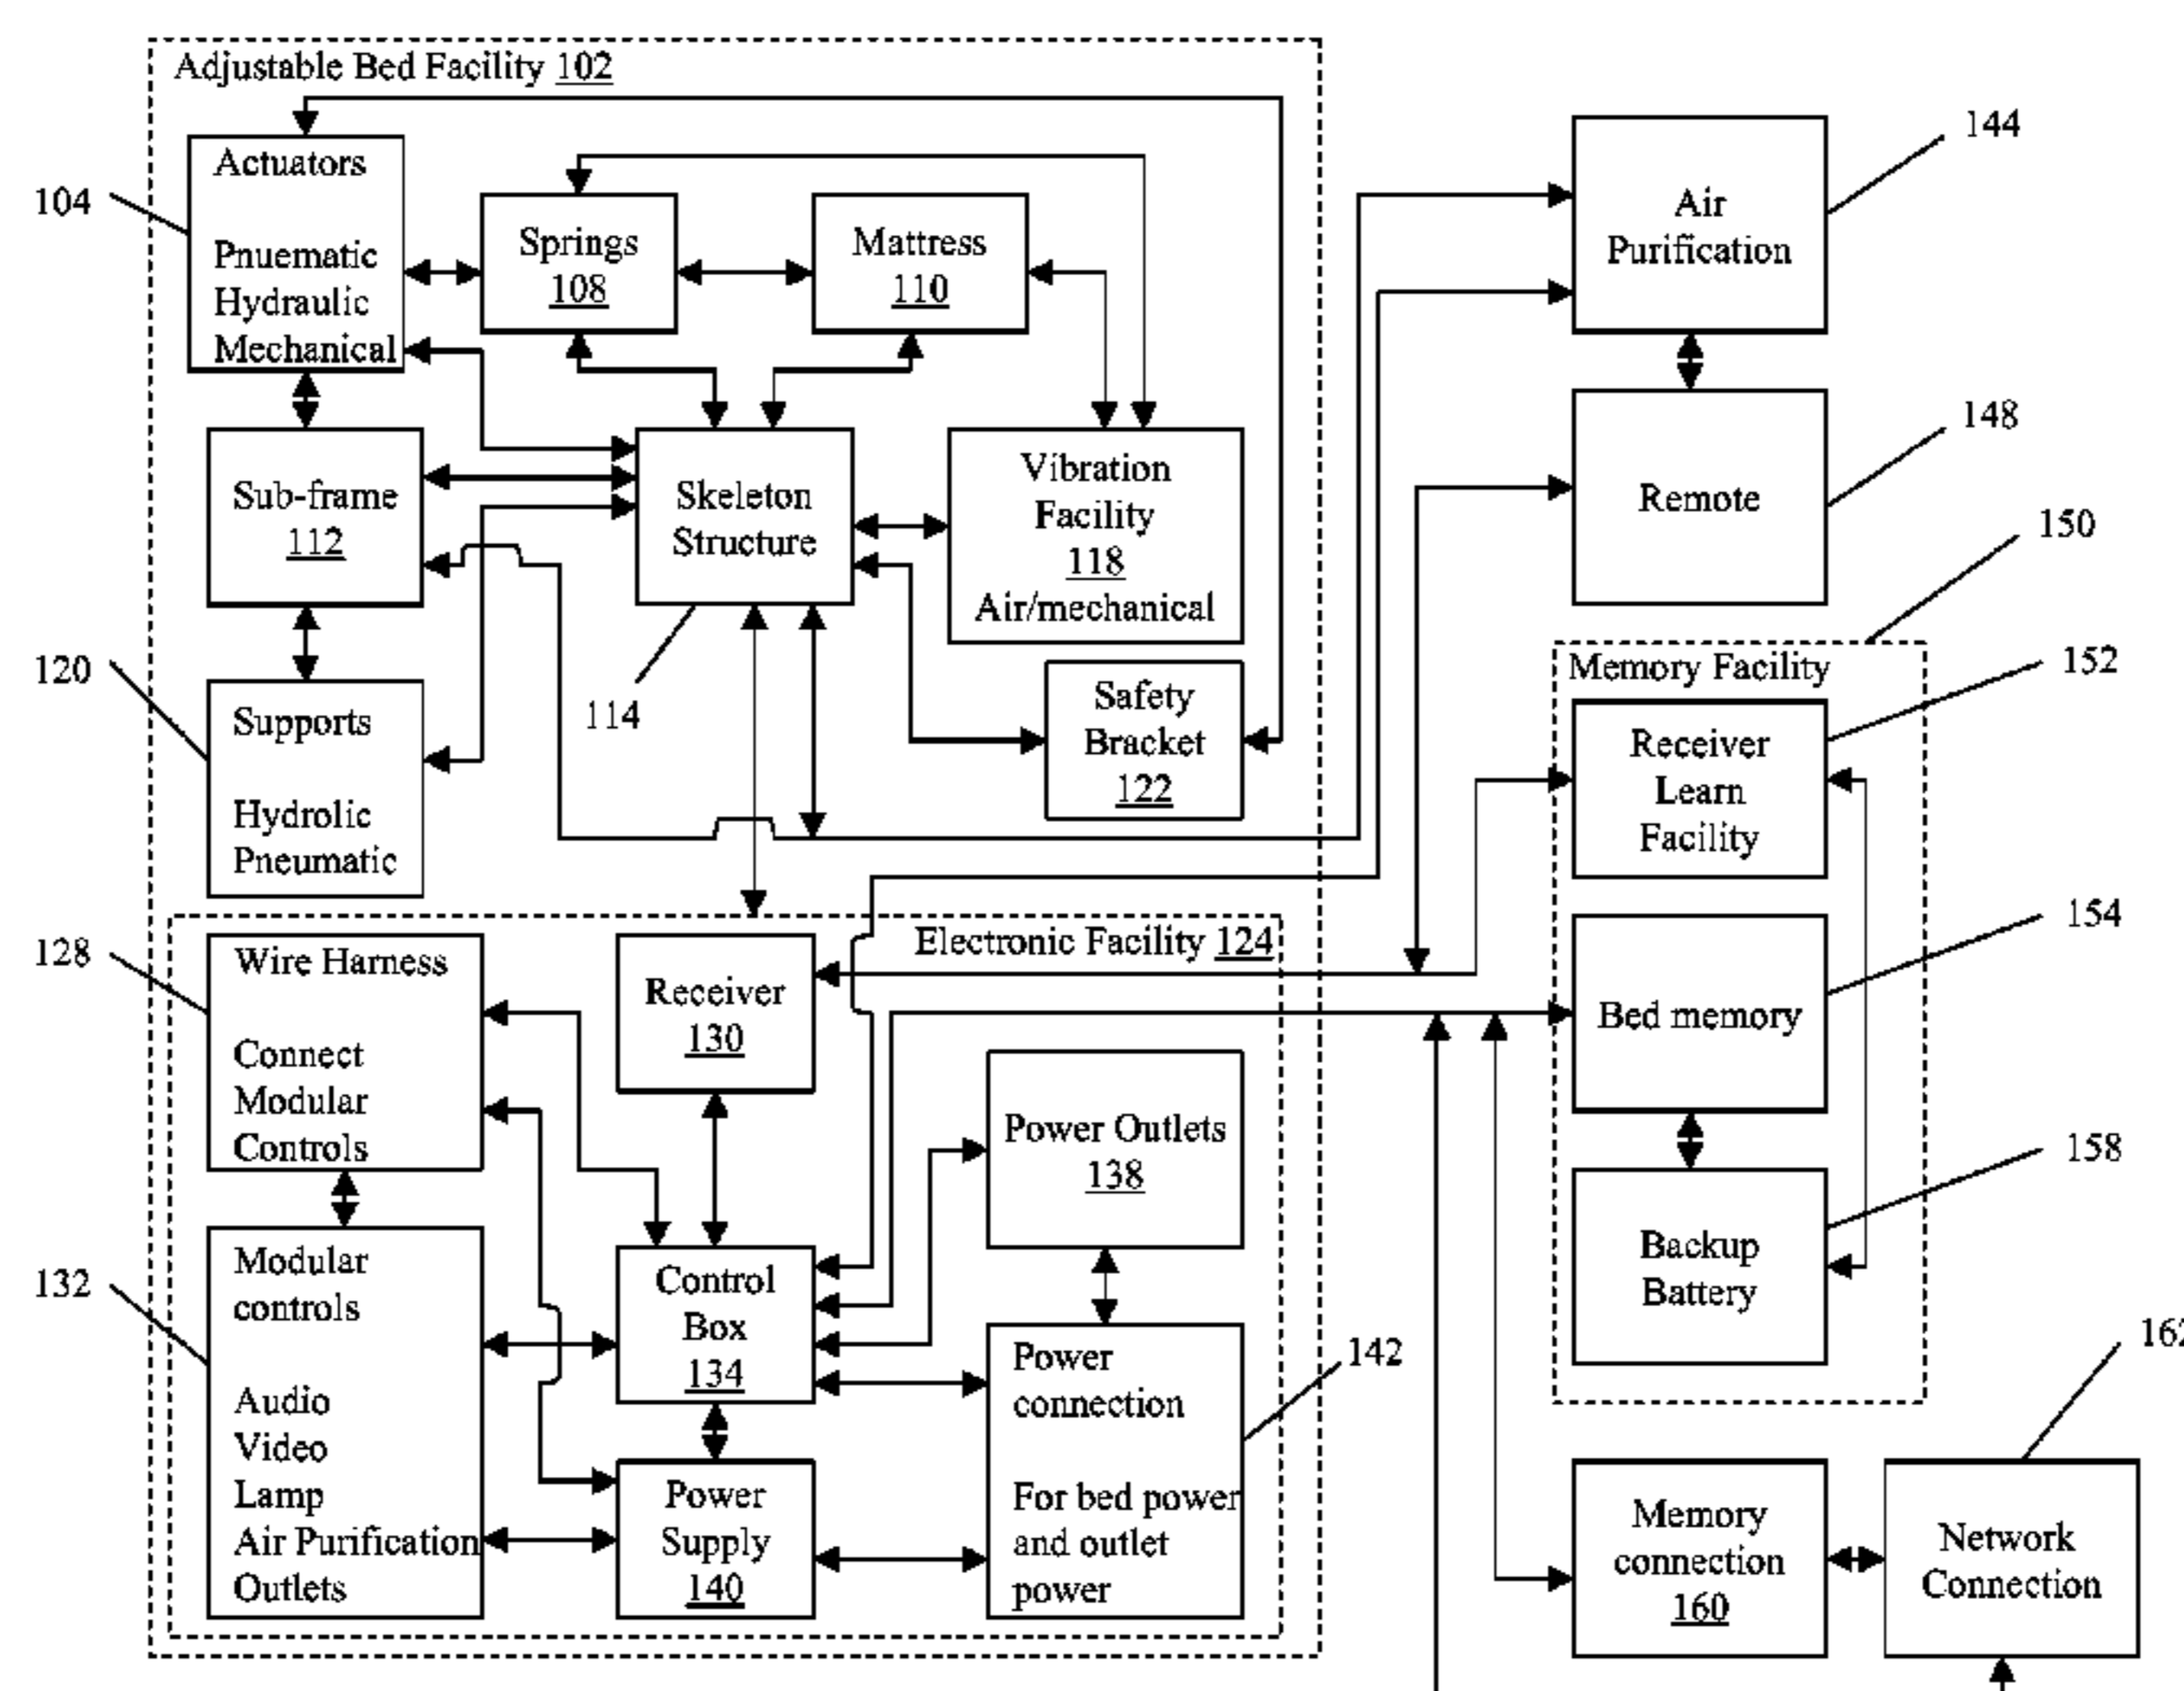 Adjustable Bed Facility 102
104
Actuators
Pnuematic
Hydraulic
Mechanical
Springs
108
Mattress
110
Sub-frame
112
Skeleton
Structure
114
Vibration
Facility
118
Air/mechanical
120
Supports
Hydrolic
Pneumatic
Safety
Bracket
122
Electronic Facility 124
128
Wire Harness
Connect
Modular
Controls
Receiver
130
132
Modular
controls
Audio
Video
Lamp
Air Purification
Outlets
Control
Box
134
Power Outlets
138
Power
Supply
140
Power
connection
For bed power
and outlet
power
142
Air
Purification
144
Remote
148
150
Memory Facility
Receiver
Learn
Facility
152
Bed memory
154
Backup
Battery
158
Memory
connection
160
Network
Connection